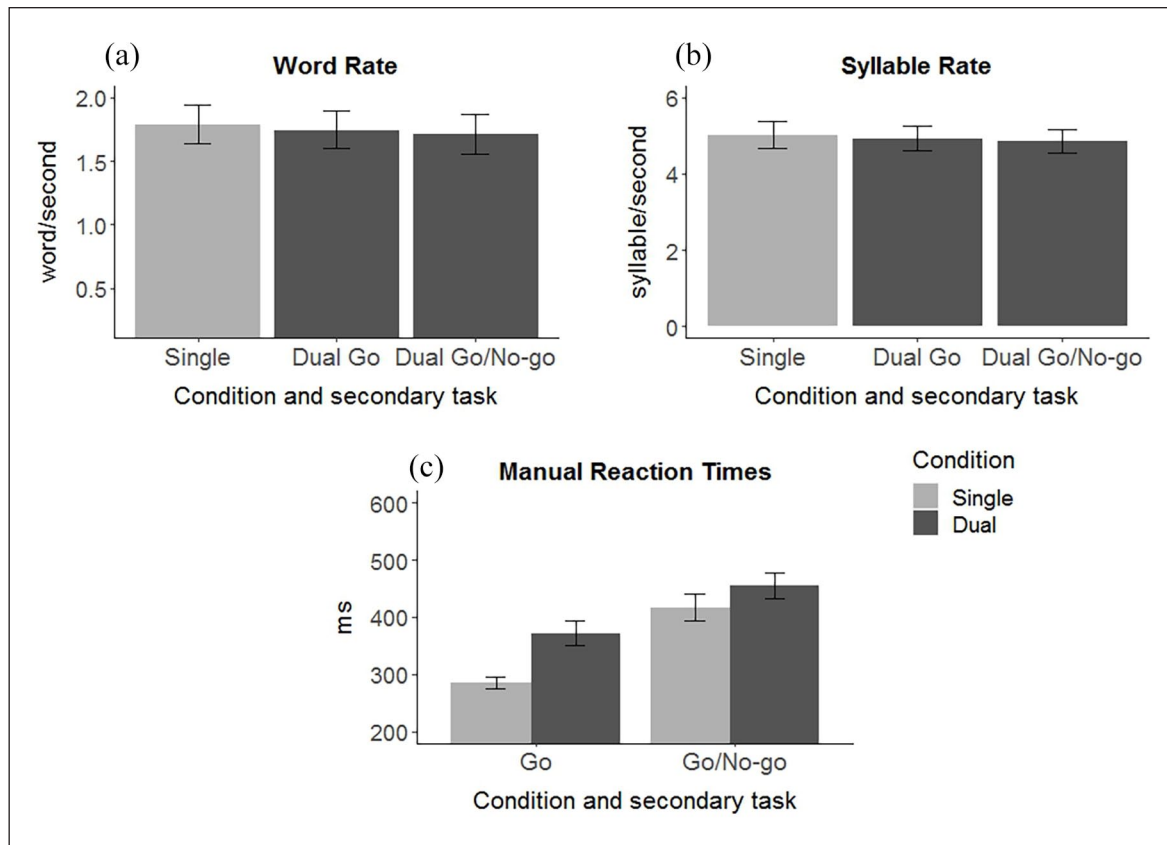 (a)
Word Rate
word/second
2.0
1.5
1.0
0.5
Single Dual Go Dual Go/No-go
Condition and secondary task
(b)
Syllable Rate
syllable/second
6
4
2
0
Single Dual Go Dual Go/No-go
Condition and secondary task
(c)
Manual Reaction Times
ms
600
500
400
300
200
Go Go/No-go
Condition and secondary task
Condition
Single
Dual